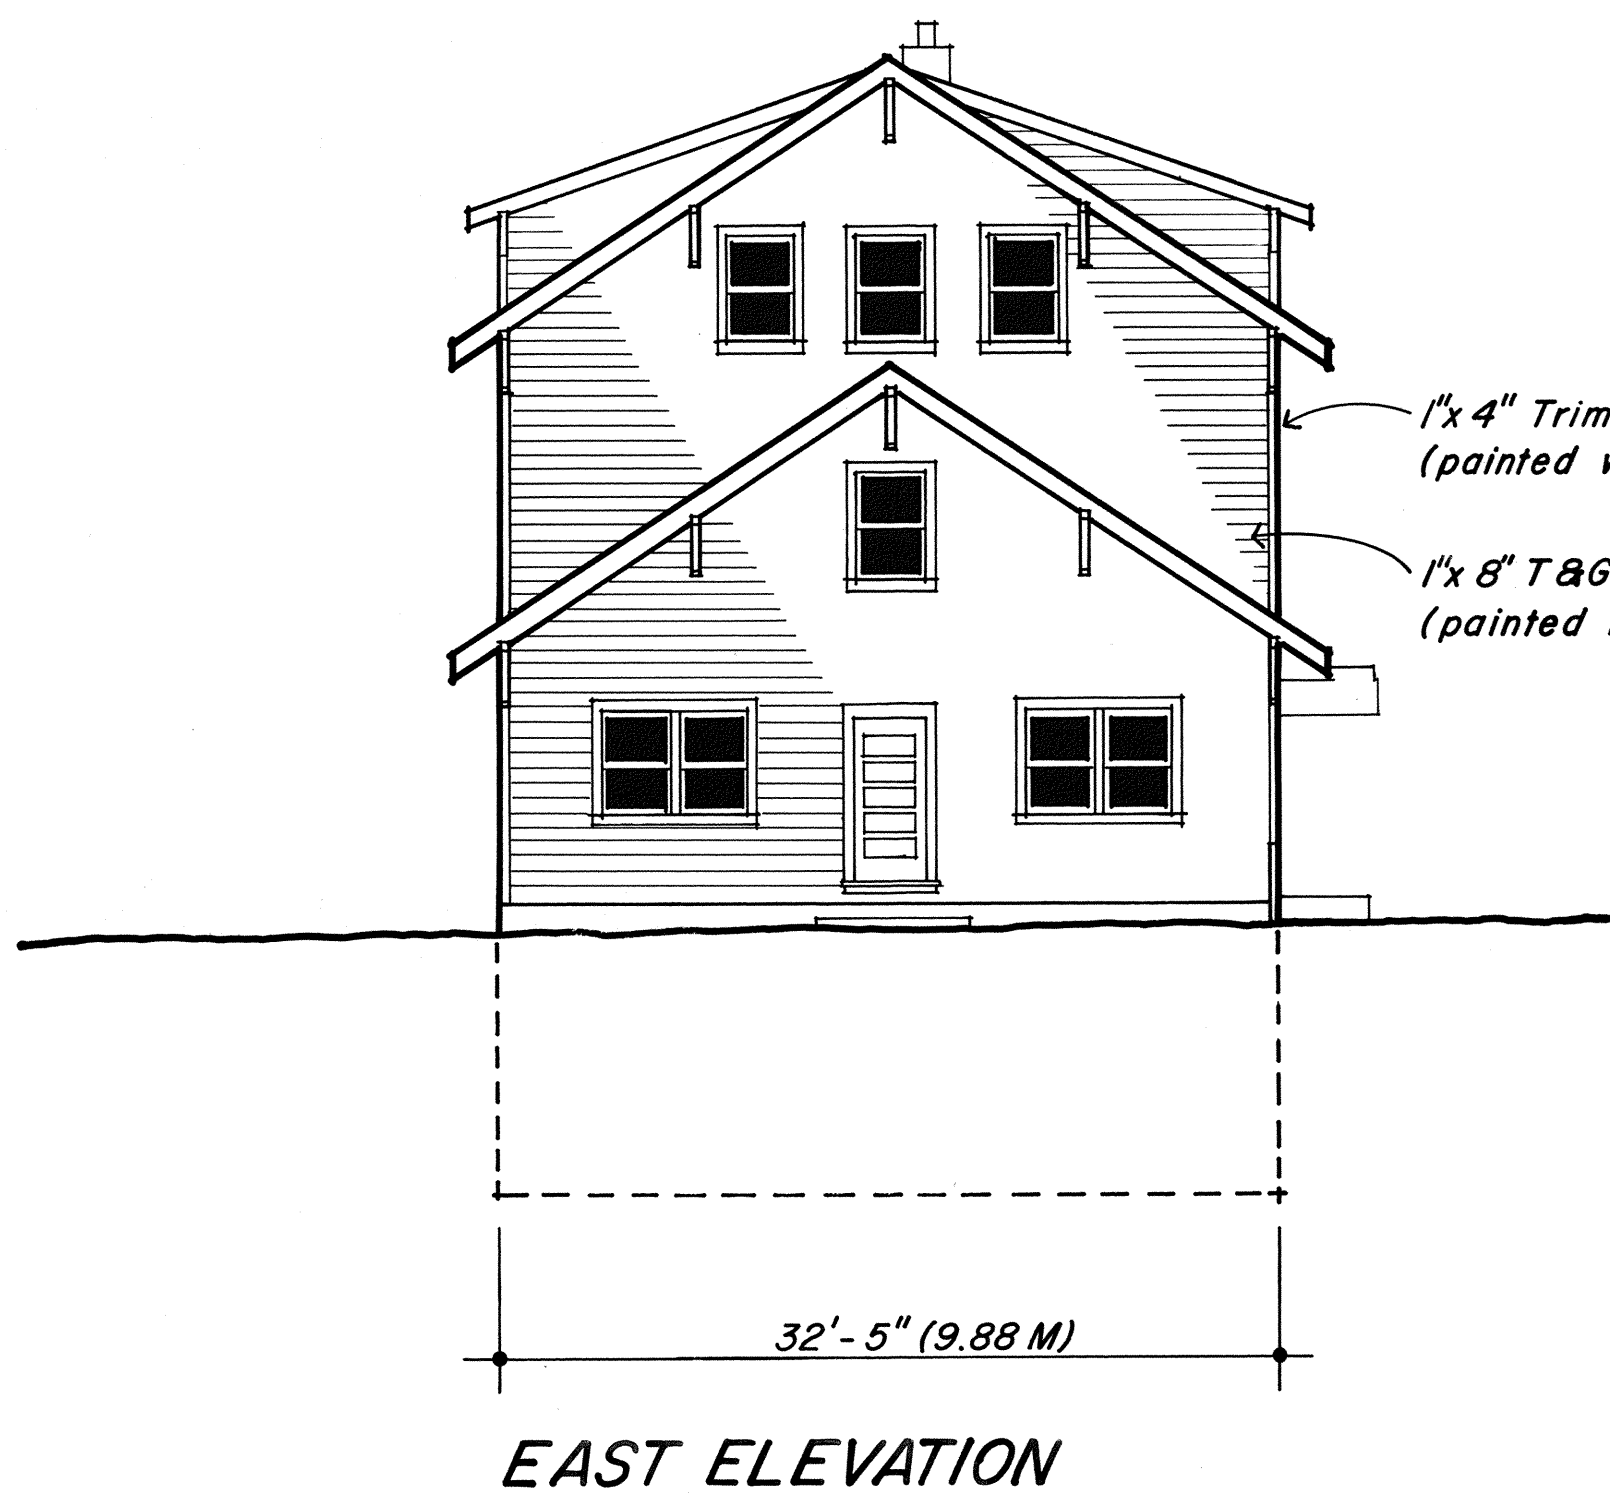 1"x 4" Trim
(painted
1"x 8" T&G
(painted
32'-5" (9.88 M)
EAST ELEVATION